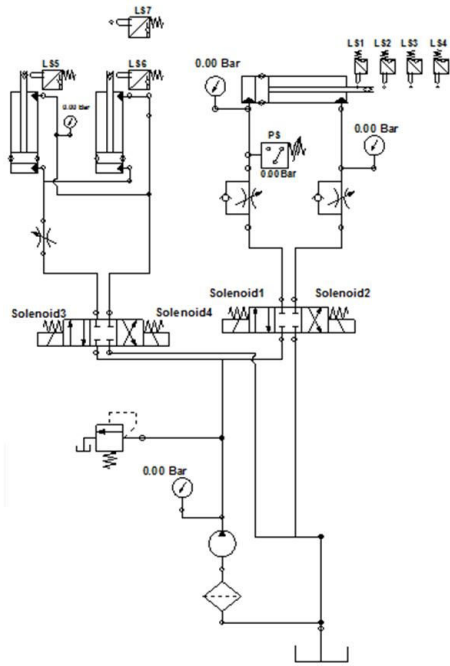 LS7
LS5
LS6
LS1
LS2
LS3
LS4
0.00 Bar
0.00 Bar
0.00 Bar
PS
0.00Bar
Solenoid3
Solenoid4
Solenoid1
Solenoid2
0.00 Bar